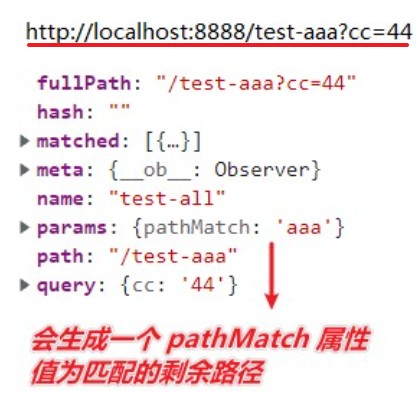 http://localhost:8888/test-aaa?cc=44
fullPath: "/test-aaa?cc=44"
hash: ""
▶ matched: [{…}]
▶ meta: {__ob__: Observer}
name: "test-all"
▶ params: {pathMatch: 'aaa'}
path: "/test-aaa"
▶ query: {cc: '44'}
会生成一个 pathMatch 属性
值为匹配的剩余路径